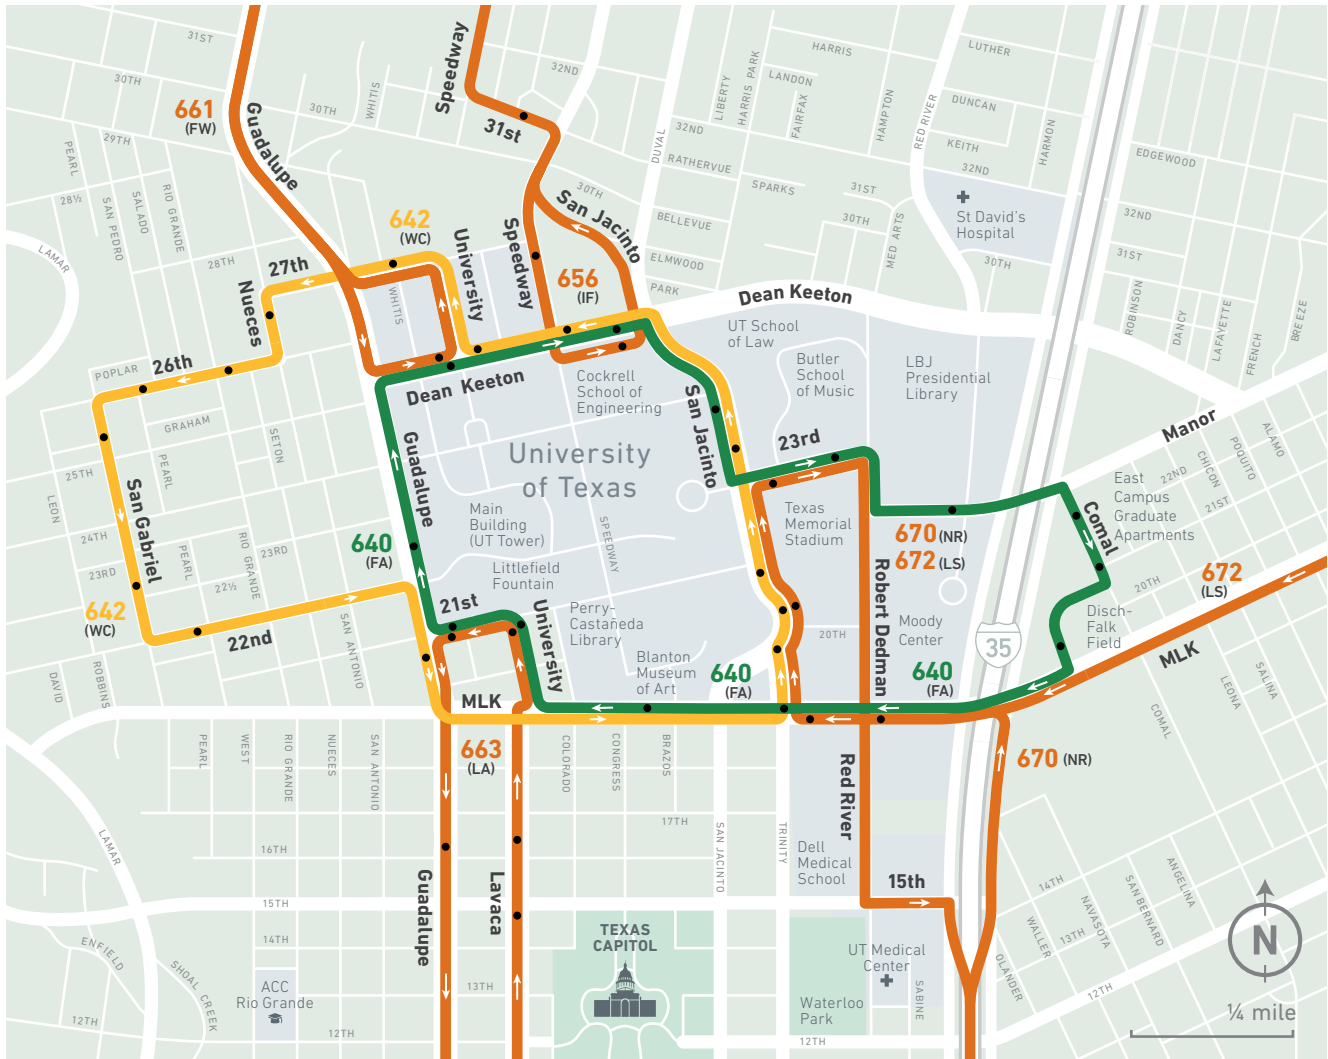 31ST
30TH
661
(FW)
Guadalupe
WHITIS
30TH
Speedway
31st
32ND
DUVAL
LIBERTY
HARRIS PARK
HARRIS
LANDON
FAIRFAX
HAMPTON
RED RIVER
LUTHER
DUNCAN
KEITH
32ND
HARMON
EDGEWOOD
32ND
RATHERVUE
SPARKS
31ST
30TH
MED ARTS
BELLEVUE
ELMWOOD
PARK
St David's
Hospital
30TH
32ND
31ST
ROBINSON
DANCY
LAFAYETTE
FRENCH
BREEZE
29TH
PEARL
28½
SAN PEDRO
SALADO
RIO GRANDE
28TH
LAMAR
27th
Nueces
642
(WC)
University
WHITIS
Speedway
30TH
San Jacinto
656
(IF)
Dean Keeton
UT School
of Law
Butler
School
of Music
LBJ
Presidential
Library
26th
POPLAR
GRAHAM
SETON
25TH
PEARL
LEON
San Gabriel
24TH
23RD
PEARL
22½
RIO GRANDE
23RD
Dean Keeton
Cockrell
School of
Engineering
Guadalupe
University
of Texas
San Jacinto
23rd
Main
Building
(UT Tower)
SPEEDWAY
Littlefield
Fountain
Texas
Memorial
Stadium
670 (NR)
672 (LS)
Manor
ALAMO
POQUITO
CHICON
22ND
21ST
East
Campus
Graduate
Apartments
Comal
20TH
672
(LS)
640
(FA)
642
(WC)
22nd
SAN ANTONIO
21st
University
Perry-
Castañeda
Library
Blanton
Museum
of Art
640
(FA)
20TH
Robert Dedman
Moody
Center
640
(FA)
35
Disch-
Falk
Field
MLK
SALINA
LEONA
COMAL
DAVID
ROBBINS
MLK
663
(LA)
PEARL
WEST
RIO GRANDE
NUECES
SAN ANTONIO
COLORADO
CONGRESS
BRAZOS
Red River
670 (NR)
17TH
SAN JACINTO
TRINITY
Dell
Medical
School
LAMAR
16TH
15TH
14TH
Guadalupe
Lavaca
13TH
15th
14TH
13TH
WALLER
NAVASOTA
SAN BERNARD
ANGELINA
OLANDER
12TH
ENFIELD
SHOAL CREEK
12TH
ACC
Rio Grande
12TH
TEXAS
CAPITOL
UT Medical
Center
SABINE
Waterloo
Park
12TH
N
¼ mile